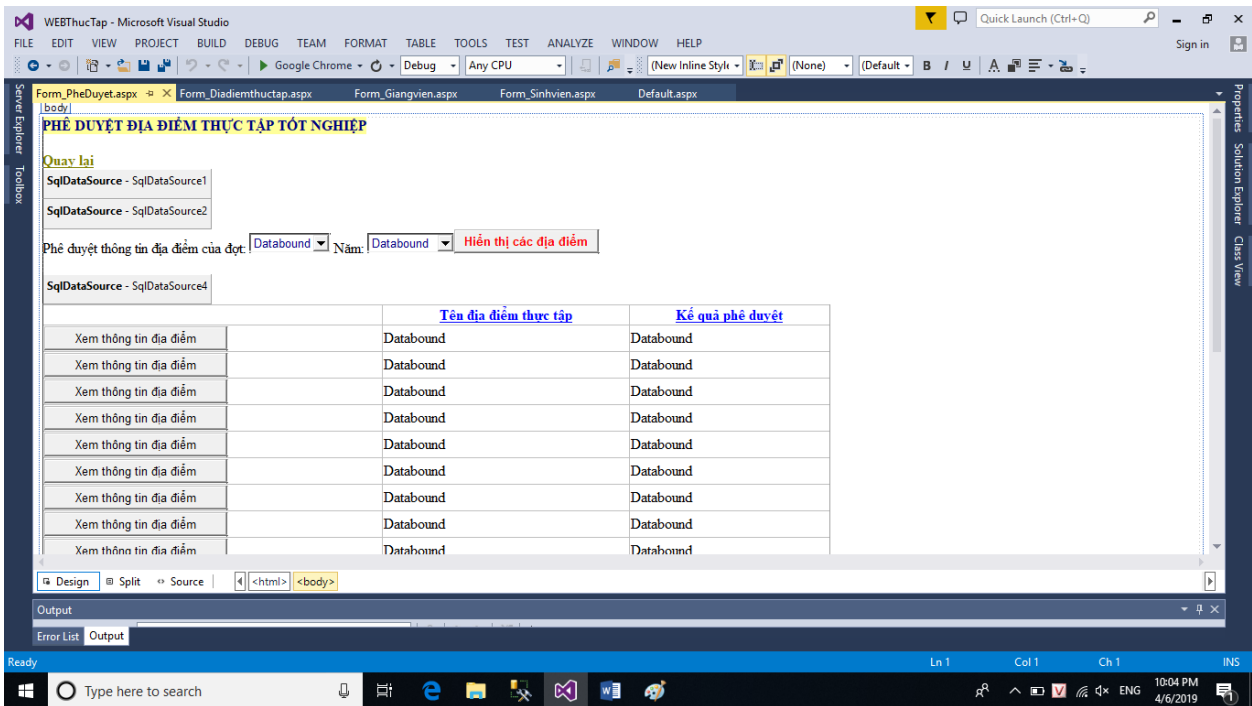 WEBThucTap - Microsoft Visual Studio
Quick Launch (Ctrl+Q)
FILE EDIT VIEW PROJECT BUILD DEBUG TEAM FORMAT TABLE TOOLS TEST ANALYZE WINDOW HELP
Sign in
Google Chrome Debug Any CPU (New Inline Style (None) (Default B I U A
Server Explorer
Toolbox
Form_PheDuyet.aspx Form_Diadiemthuctap.aspx Form_Giangvien.aspx Form_Sinhvien.aspx Default.aspx
Properties
Solution Explorer
Class View
body
PHÊ DUYỆT ĐỊA ĐIỂM THỰC TẬP TỐT NGHIỆP
Quay lại
SqlDataSource - SqlDataSource1
SqlDataSource - SqlDataSource2
Phê duyệt thông tin địa điểm của đợt: Databound Năm: Databound Hiển thị các địa điểm
SqlDataSource - SqlDataSource4
Tên địa điểm thực tập Kế quả phê duyệt
Xem thông tin địa điểm Databound Databound
Xem thông tin địa điểm Databound Databound
Xem thông tin địa điểm Databound Databound
Xem thông tin địa điểm Databound Databound
Xem thông tin địa điểm Databound Databound
Xem thông tin địa điểm Databound Databound
Xem thông tin địa điểm Databound Databound
Xem thông tin địa điểm Databound Databound
Xem thông tin địa điểm Databound Databound
Design Split Source <html> <body>
Output
Error List Output
Ready Ln 1 Col 1 Ch 1 INS
Type here to search
ENG
10:04 PM
4/6/2019